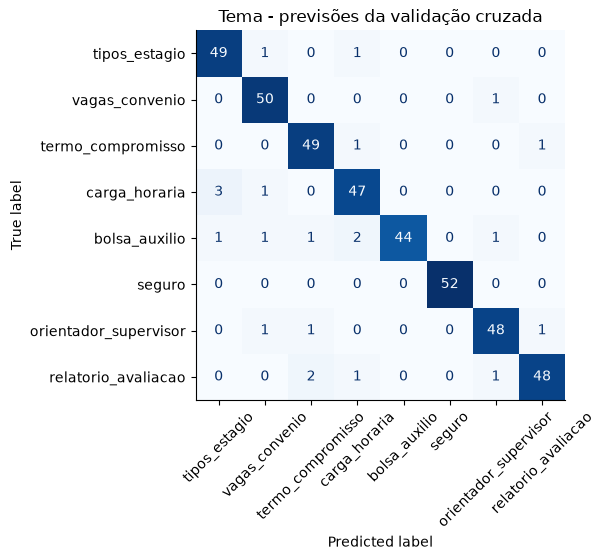 Tema - previsões da validação cruzada
True label
tipos_estagio 49 1 0 1 0 0 0 0
vagas_convenio 0 50 0 0 0 0 1 0
termo_compromisso 0 0 49 1 0 0 0 1
carga_horaria 3 1 0 47 0 0 0 0
bolsa_auxilio 1 1 1 2 44 0 1 0
seguro 0 0 0 0 0 52 0 0
orientador_supervisor 0 1 1 0 0 0 48 1
relatorio_avaliacao 0 0 2 1 0 0 1 48
tipos_estagio
vagas_convenio
termo_compromisso
carga_horaria
bolsa_auxilio
seguro
orientador_supervisor
relatorio_avaliacao
Predicted label